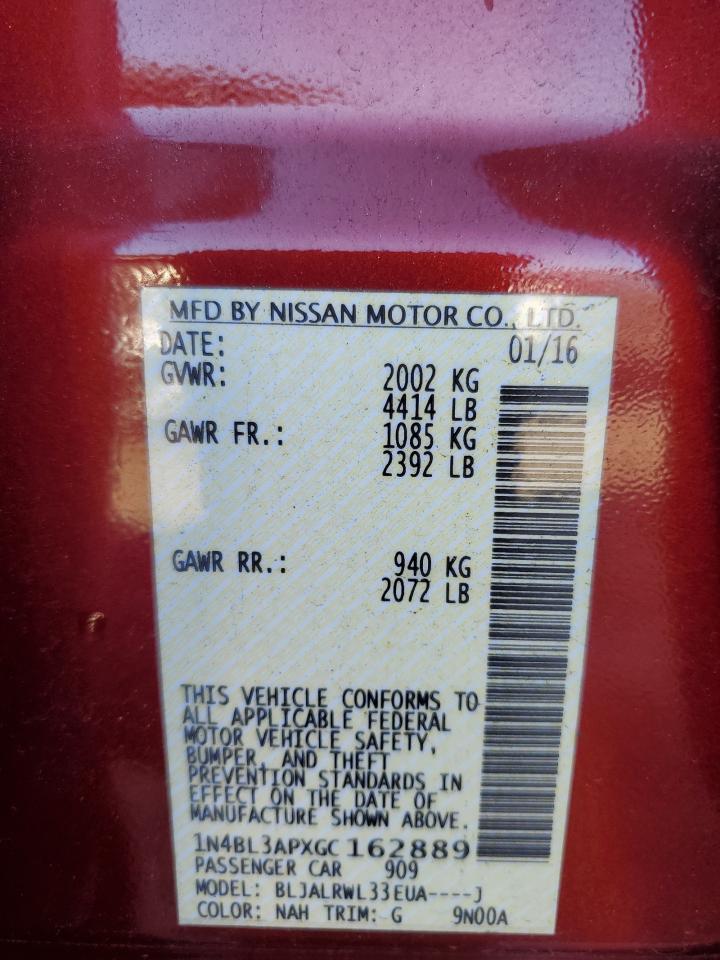 MFD BY NISSAN MOTOR CO., LTD.
DATE: 01/16
GVWR: 2002 KG
4414 LB
GAWR FR.: 1085 KG
2392 LB
GAWR RR.: 940 KG
2072 LB
THIS VEHICLE CONFORMS TO
ALL APPLICABLE FEDERAL
MOTOR VEHICLE SAFETY,
BUMPER, AND THEFT
PREVENTION STANDARDS IN
EFFECT ON THE DATE OF
MANUFACTURE SHOWN ABOVE.
1N4BL3APXGC 162889
PASSENGER CAR 909
MODEL: BLJALRWL33EUA----J
COLOR: NAH TRIM: G 9N00A